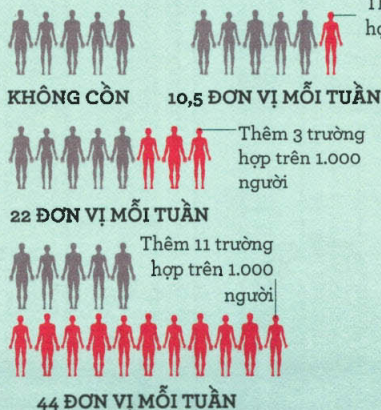 KHÔNG CỒN
10,5 ĐƠN VỊ MỖI TUẦN
Thêm 3 trường
hợp trên 1.000
người
22 ĐƠN VỊ MỖI TUẦN
Thêm 11 trường
hợp trên 1.000
người
44 ĐƠN VỊ MỖI TUẦN